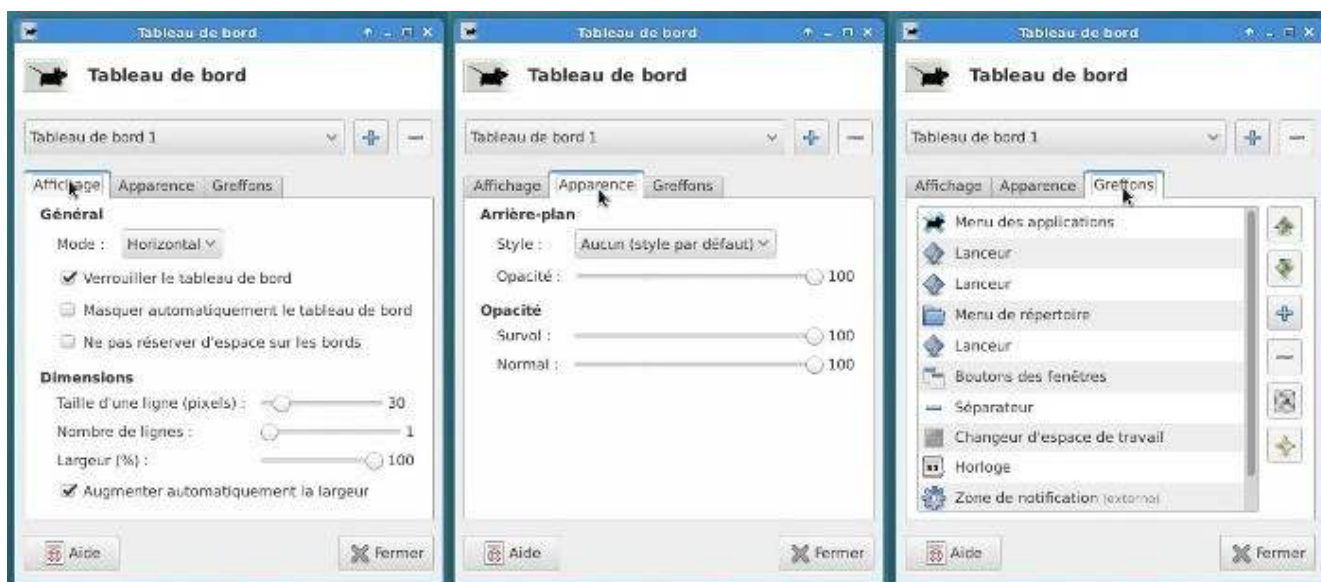 Tableau de bord
Tableau de bord
Tableau de bord 1
Affichage Apparence Greffons
Général
Mode : Horizontal
Verrouiller le tableau de bord
Masquer automatiquement le tableau de bord
Ne pas réserver d'espace sur les bords
Dimensions
Taille d'une ligne (pixels) : 30
Nombre de lignes : 1
Largeur (%) : 100
Augmenter automatiquement la largeur
Aide Fermer
Tableau de bord
Tableau de bord
Tableau de bord 1
Affichage Apparence Greffons
Arrière-plan
Style : Aucun (style par défaut)
Opacité : 100
Opacité
Survol : 100
Normal : 100
Aide Fermer
Tableau de bord
Tableau de bord
Tableau de bord 1
Affichage Apparence Greffons
Menu des applications
Lanceur
Lanceur
Menu de répertoire
Lanceur
Boutons des fenêtres
Séparateur
Changeur d'espace de travail
Horloge
Zone de notification (externe)
Aide Fermer